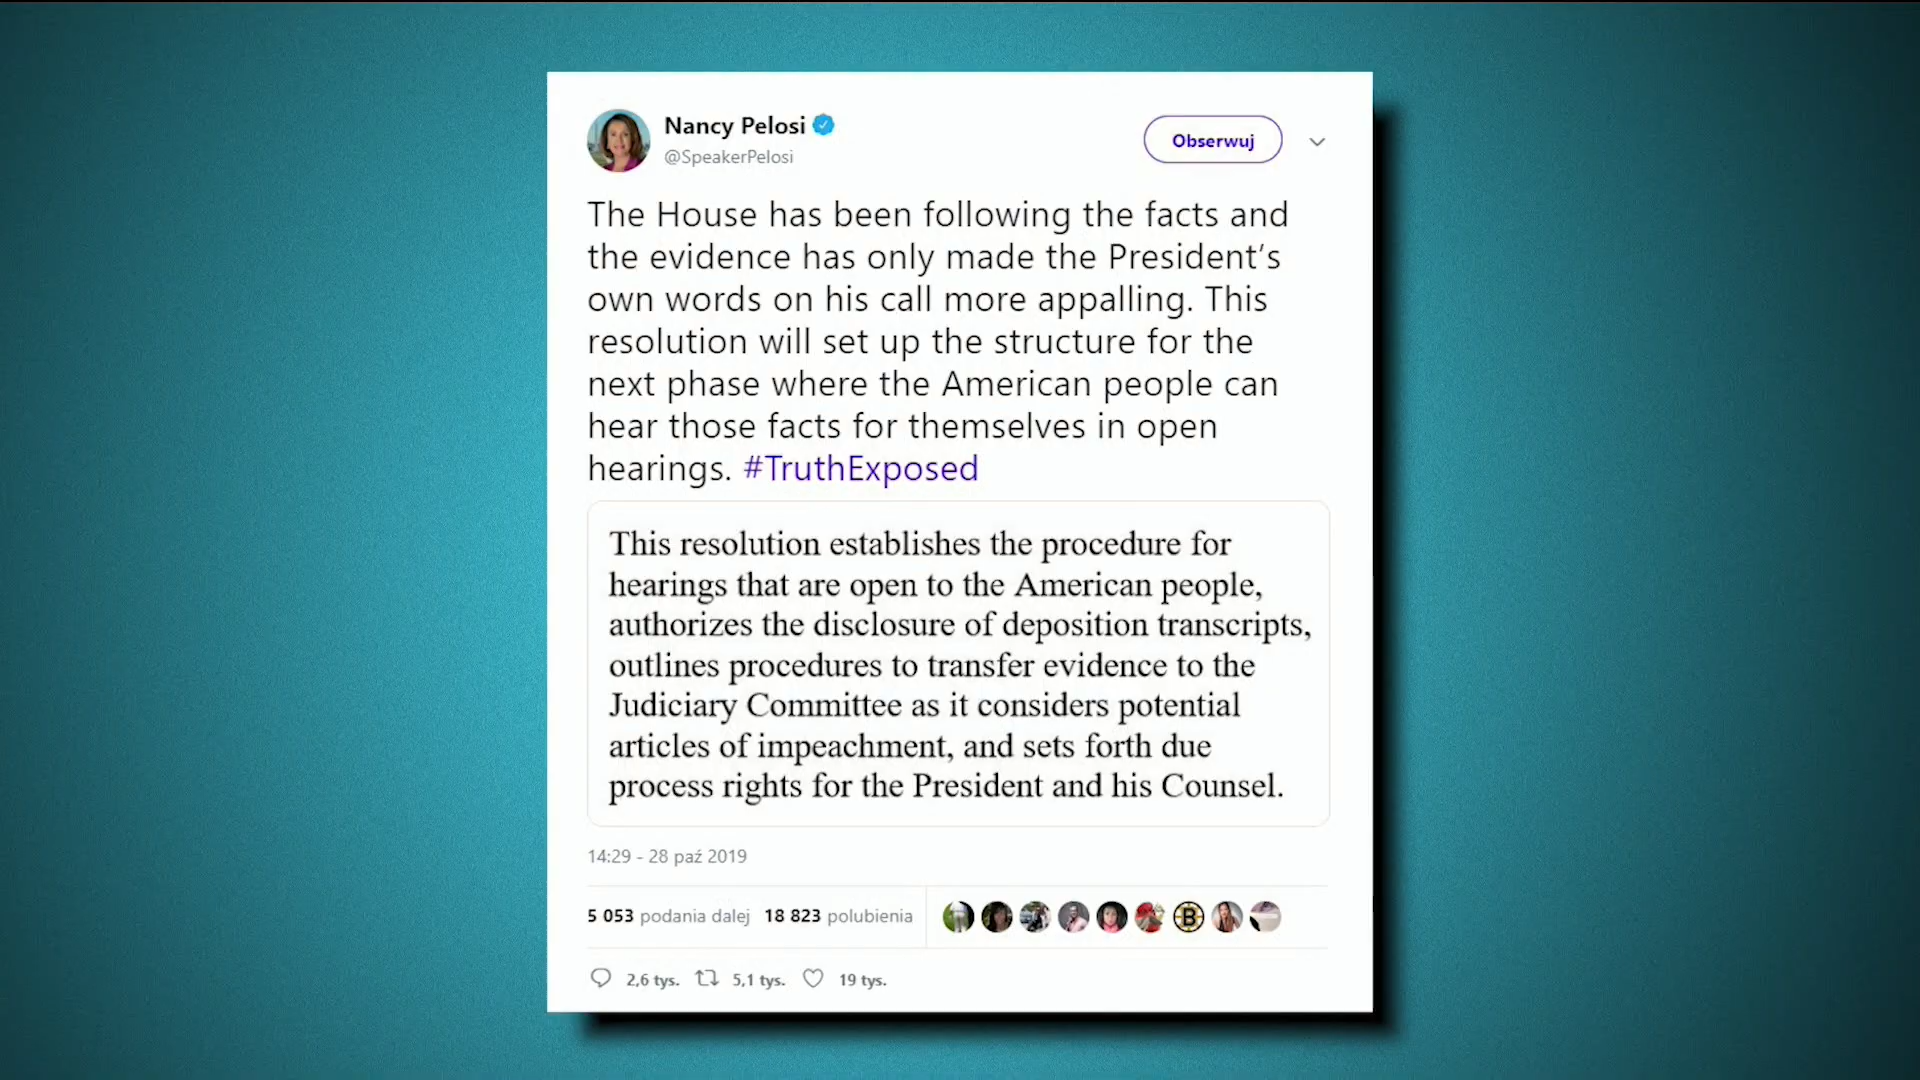 Nancy Pelosi
@SpeakerPelosi
Obserwuj
The House has been following the facts and
the evidence has only made the President's
own words on his call more appalling. This
resolution will set up the structure for the
next phase where the American people can
hear those facts for themselves in open
hearings. #TruthExposed
This resolution establishes the procedure for
hearings that are open to the American people,
authorizes the disclosure of deposition transcripts,
outlines procedures to transfer evidence to the
Judiciary Committee as it considers potential
articles of impeachment, and sets forth due
process rights for the President and his Counsel.
14:29 - 28 paź 2019
5 053 podania dalej 18 823 polubienia
B
2,6 tys. 5,1 tys. 19 tys.